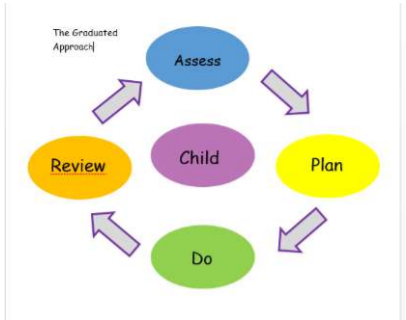 The Graduated
Approach
Assess
Review
Child
Plan
Do